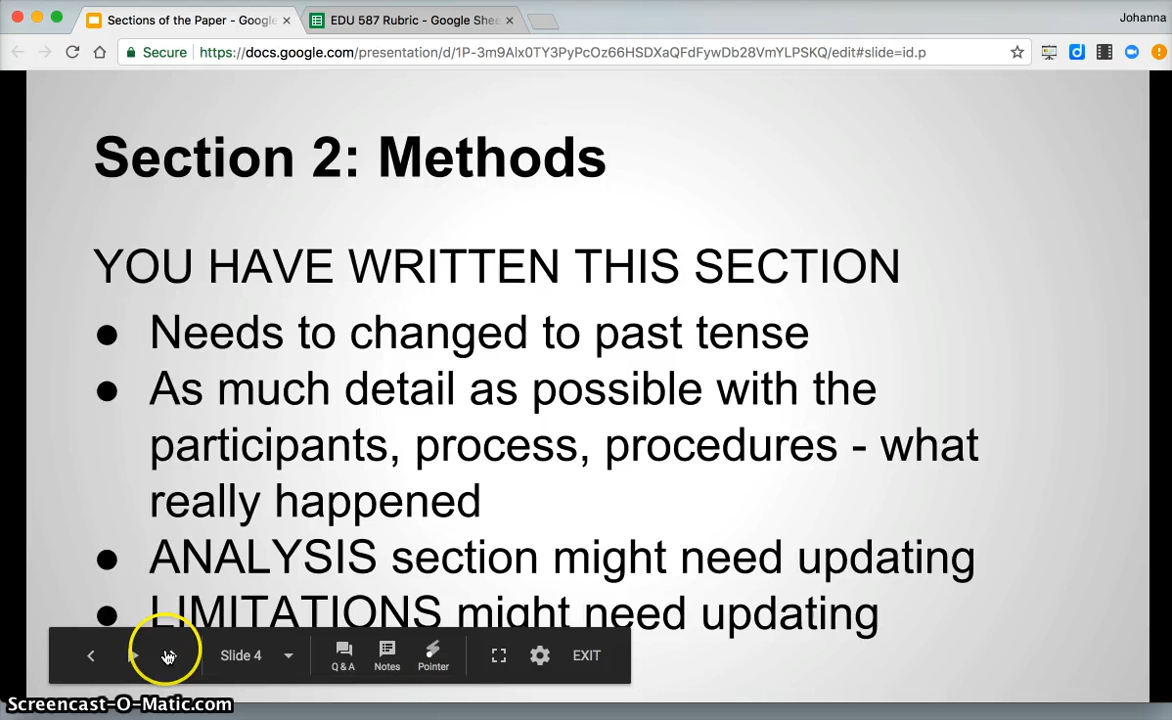 Sections of the Paper - Google
EDU 587 Rubric - Google Shee
Johanna
Secure
https://docs.google.com/presentation/d/1P-3m9Alx0TY3PyPcOz66HSDXaQFdFywDb28VmYLPSKQ/edit#slide=id.p
Section 2: Methods
YOU HAVE WRITTEN THIS SECTION
● Needs to changed to past tense
● As much detail as possible with the
participants, process, procedures - what
really happened
● ANALYSIS section might need updating
● LIMITATIONS might need updating
Slide 4
Q & A
Notes
Pointer
EXIT
Screencast-O-Matic.com